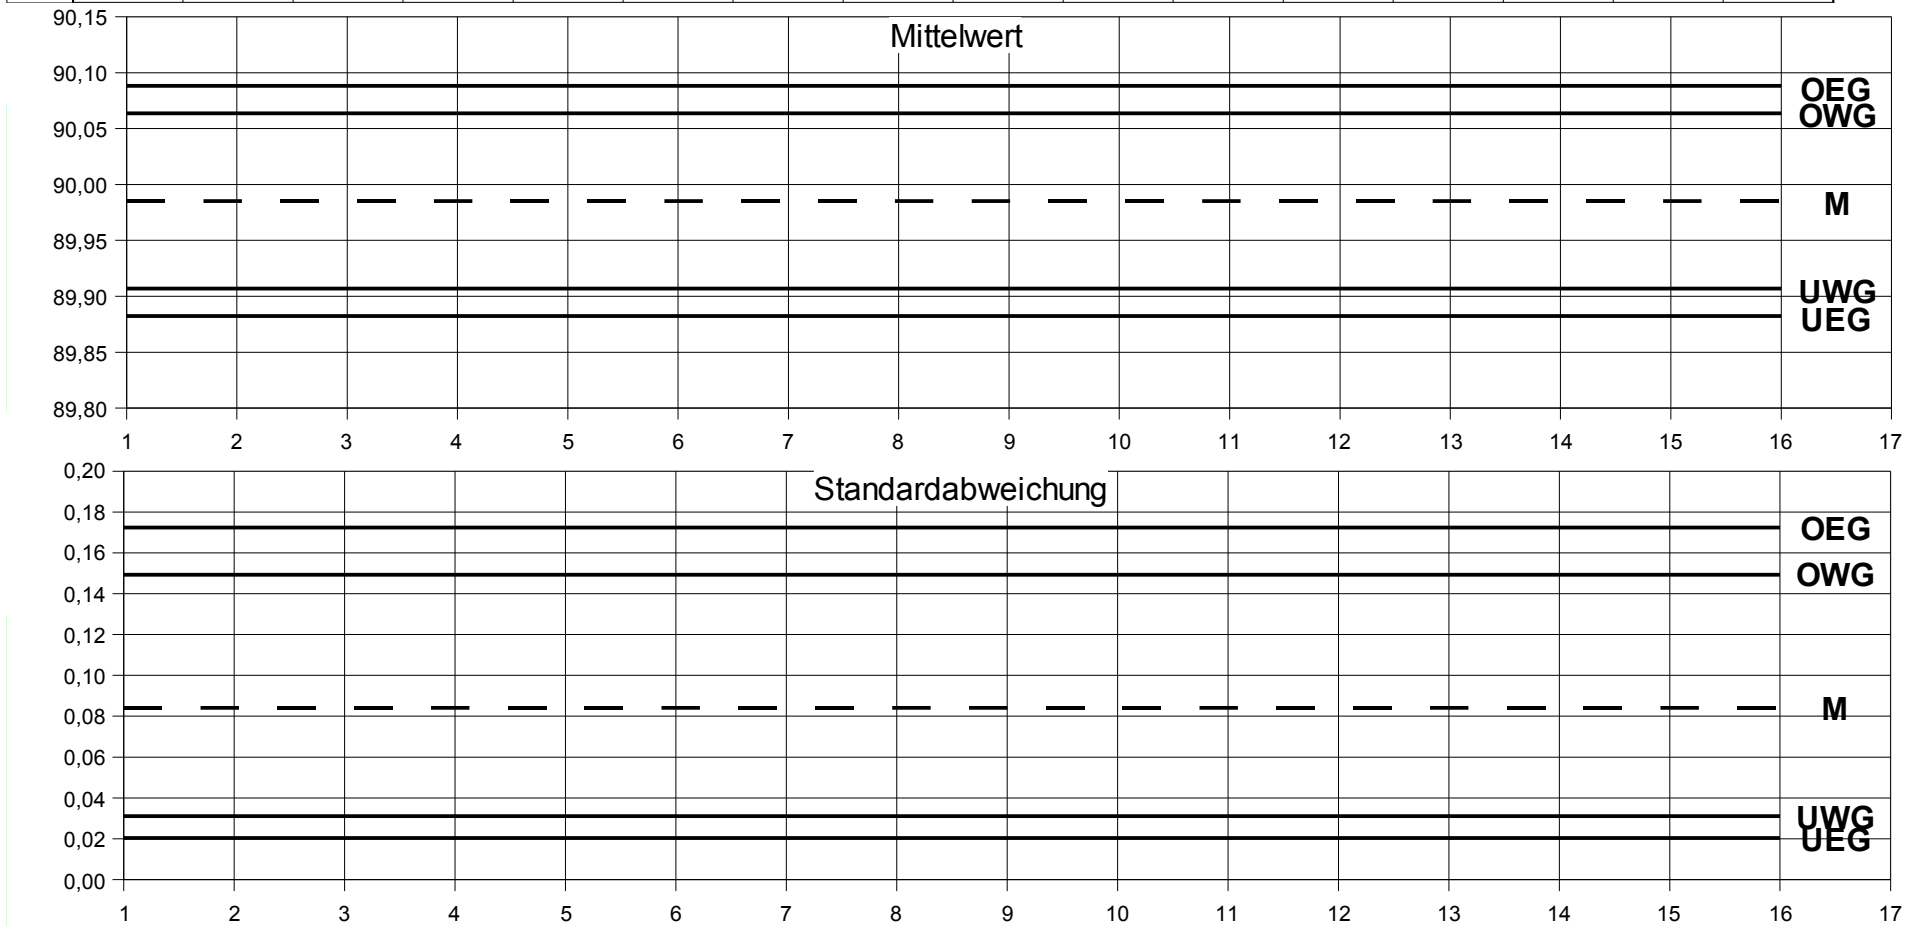 90,15
Mittelwert
90,10
OEG
OWG
90,05
90,00
M
89,95
89,90
UWG
UEG
89,85
89,80
1 2 3 4 5 6 7 8 9 10 11 12 13 14 15 16 17
0,20
Standardabweichung
0,18
OEG
0,16
OWG
0,14
0,12
0,10
M
0,08
0,06
0,04
UWG
0,02
UEG
0,00
1 2 3 4 5 6 7 8 9 10 11 12 13 14 15 16 17